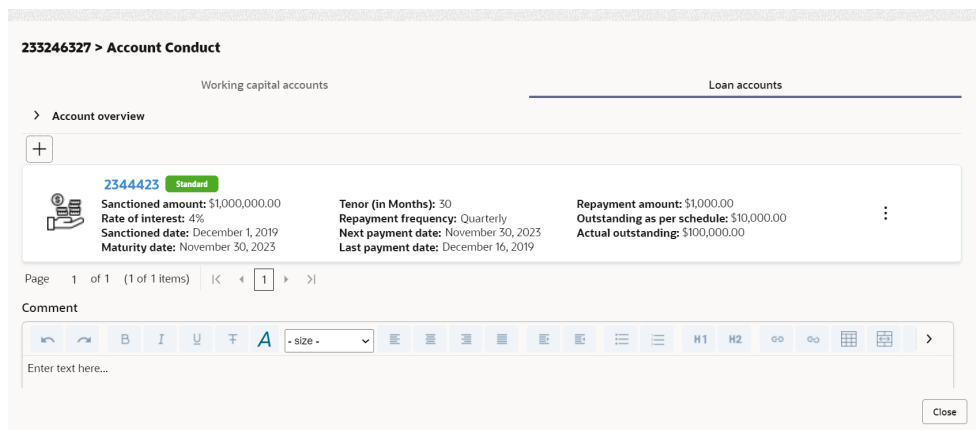 233246327 > Account Conduct
Working capital accounts Loan accounts
> Account overview
+
2344423 Standard
Sanctioned amount: $1,000,000.00 Tenor (in Months): 30 Repayment amount: $1,000.00
Rate of interest: 4% Repayment frequency: Quarterly Outstanding as per schedule: $10,000.00
Sanctioned date: December 1, 2019 Next payment date: November 30, 2023 Actual outstanding: $100,000.00
Maturity date: November 30, 2023 Last payment date: December 16, 2019
Page 1 of 1 (1 of 1 items) 1
Comment
B I U T A - size - H1 H2
Enter text here...
Close